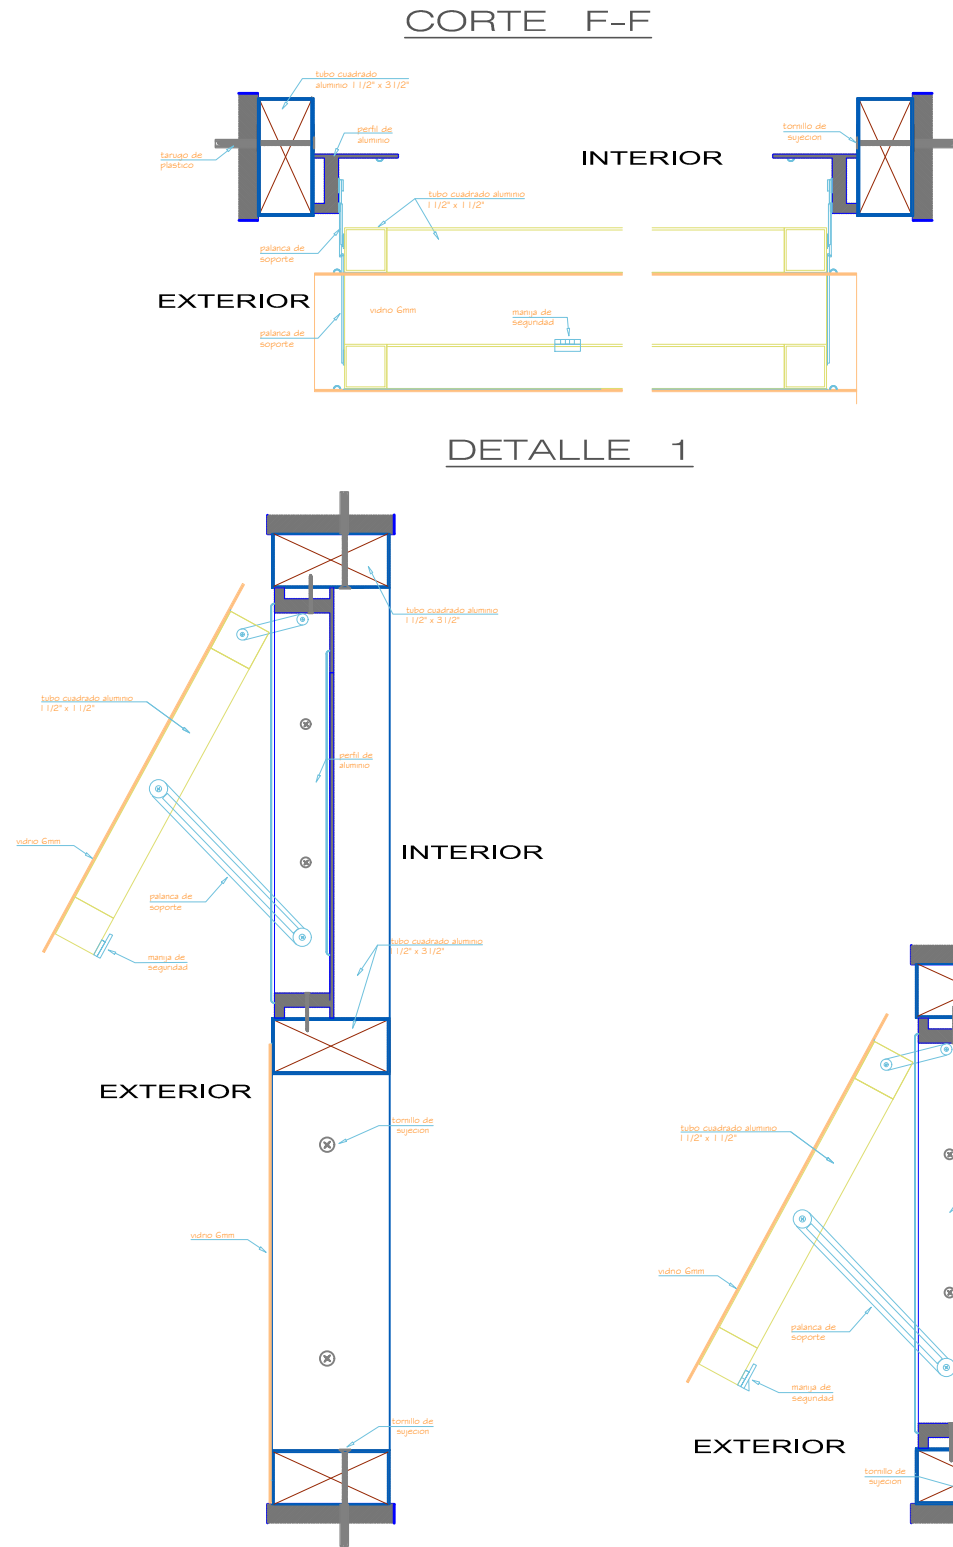 CORTE F-F
tubo cuadrado
aluminio 1 1/2" x 3 1/2"
perfil de
aluminio
tornillo de
sujecion
tarugo de
plastico
INTERIOR
tubo cuadrado aluminio
1 1/2" x 1 1/2"
palanca de
soporte
EXTERIOR
vidrio 6mm
manija de
seguridad
palanca de
soporte
DETALLE 1
tubo cuadrado aluminio
1 1/2" x 3 1/2"
tubo cuadrado aluminio
1 1/2" x 1 1/2"
perfil de
aluminio
vidrio 6mm
INTERIOR
palanca de
soporte
tubo cuadrado aluminio
1 1/2" x 3 1/2"
manija de
seguridad
EXTERIOR
tornillo de
sujecion
tubo cuadrado aluminio
1 1/2" x 1 1/2"
vidrio 6mm
vidrio 6mm
palanca de
soporte
manija de
seguridad
tornillo de
sujecion
EXTERIOR
tornillo de
sujecion